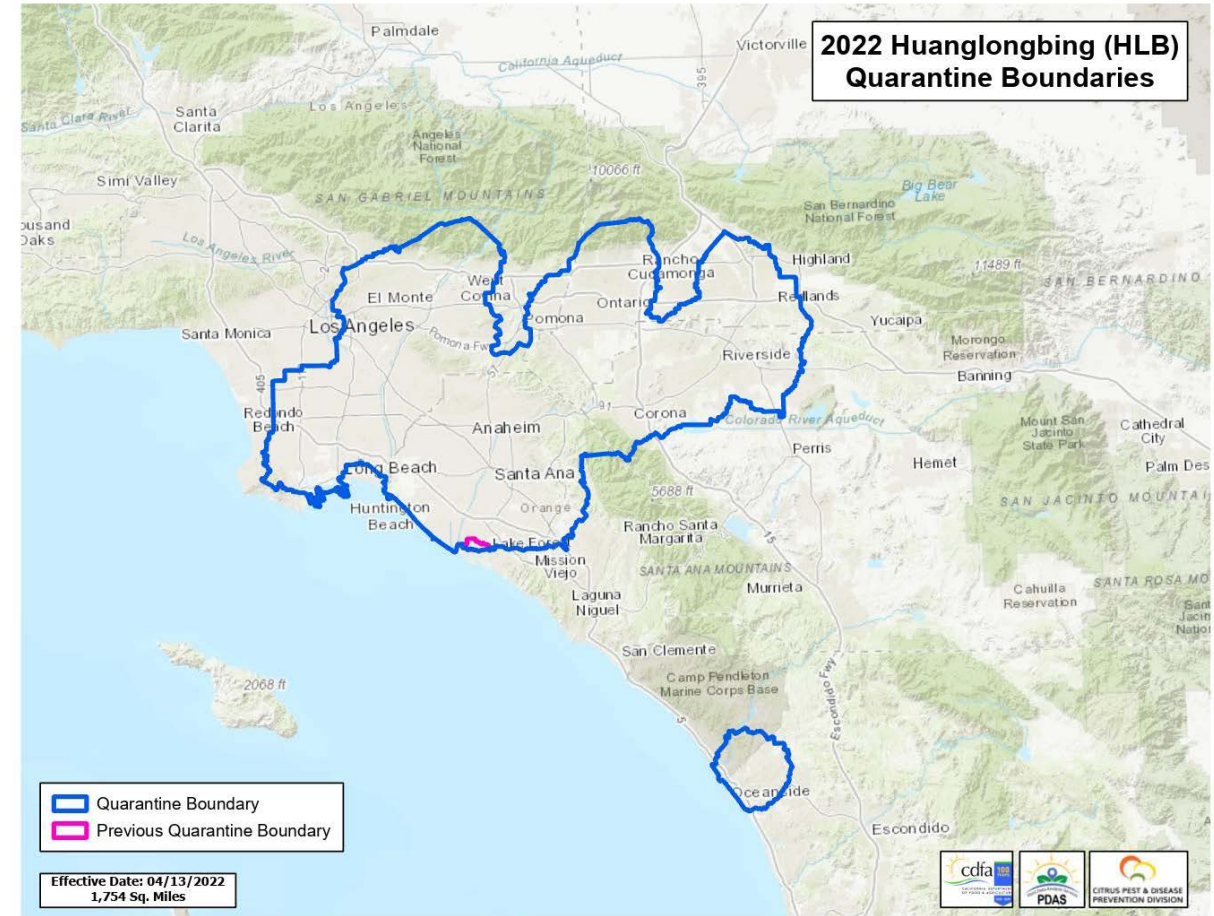 2022 Huanglongbing (HLB)
Quarantine Boundaries
Palmdale
Victorville
California Aqueduct
395
Santa
Clarita
Los Angeles
Santa Clara River
Angeles
National
Forest
10066 ft
Simi Valley
SAN GABRIEL MOUNTAINS
Big Bear
Lake
San Bernardino
National Forest
ousand
Oaks
Los Angeles River
2
Rancho
Cucamonga
Highland
11489 ft
SAN BERNARDINO
West
Covina
El Monte
Ontario
Redlands
Pomona
Yucaipa
Santa Monica
Los Angeles
Pomona Fwy
Morongo
Reservation
Riverside
57
Banning
405
91
Redondo
Beach
Corona
Colorado River Aqueduct
Mount San
Jacinto
State Park
Cathedral
City
Anaheim
Perris
Hemet
Palm Des
Long Beach
Santa Ana
5688 ft
SAN JACINTO MOUNTAI
Huntington
Beach
Orange
Rancho Santa
Margarita
15
Lake Forest
Mission
Viejo
SANTA ANA MOUNTAINS
Murrieta
Cahuilla
Reservation
SANTA ROSA MO
Laguna
Niguel
Sant
Jacin
Natio
San Clemente
Camp Pendleton
Marine Corps Base
2068 ft
Escondido Fwy
5
Oceanside
Escondido
Quarantine Boundary
Previous Quarantine Boundary
Effective Date: 04/13/2022
1,754 Sq. Miles
cdfa
100
PDAS
CITRUS PEST & DISEASE
PREVENTION DIVISION